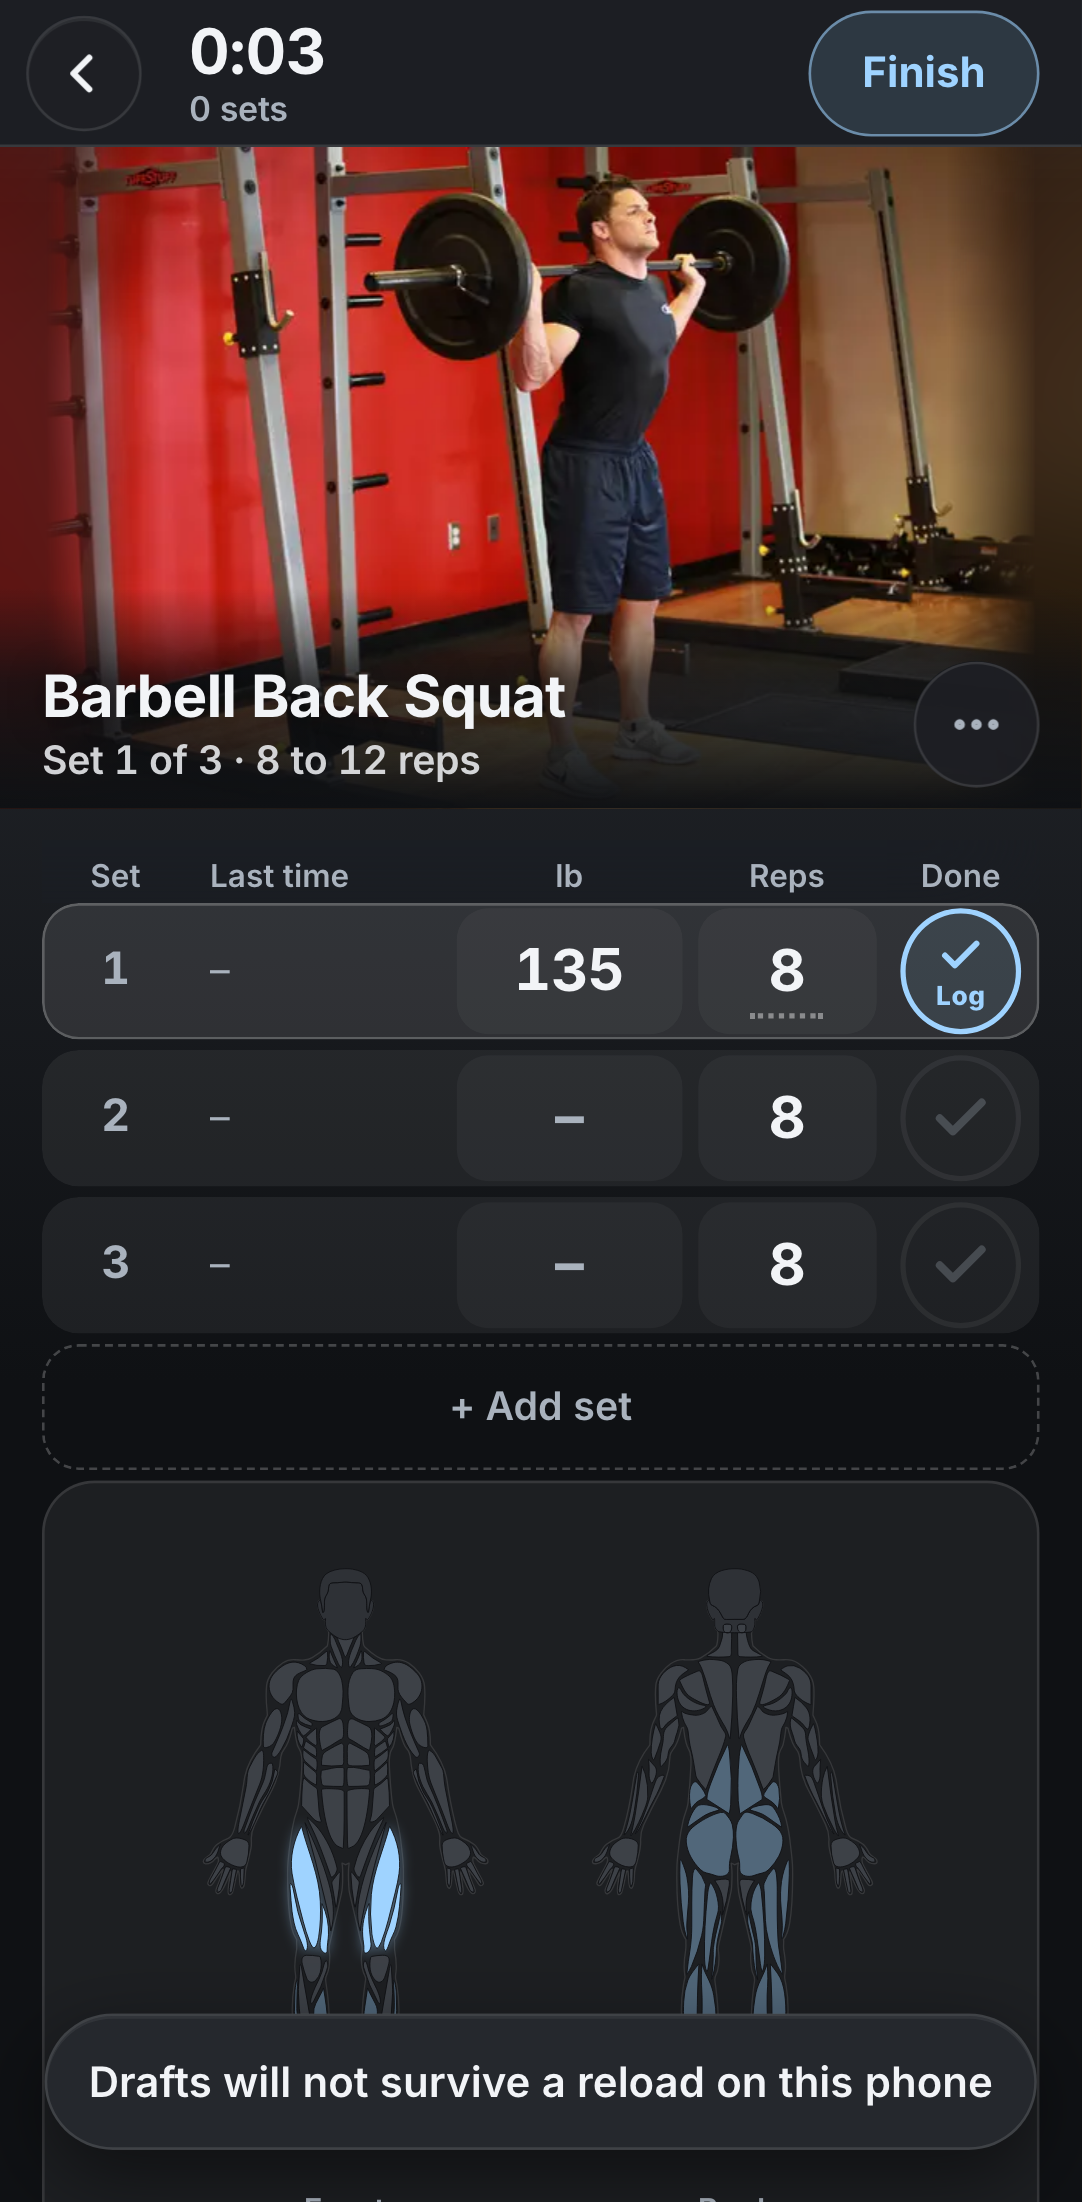 0:03
0 sets
Finish
Barbell Back Squat
Set 1 of 3 · 8 to 12 reps
Set Last time lb Reps Done
1 – 135 8 Log
2 – – 8
3 – – 8
+ Add set
Drafts will not survive a reload on this phone